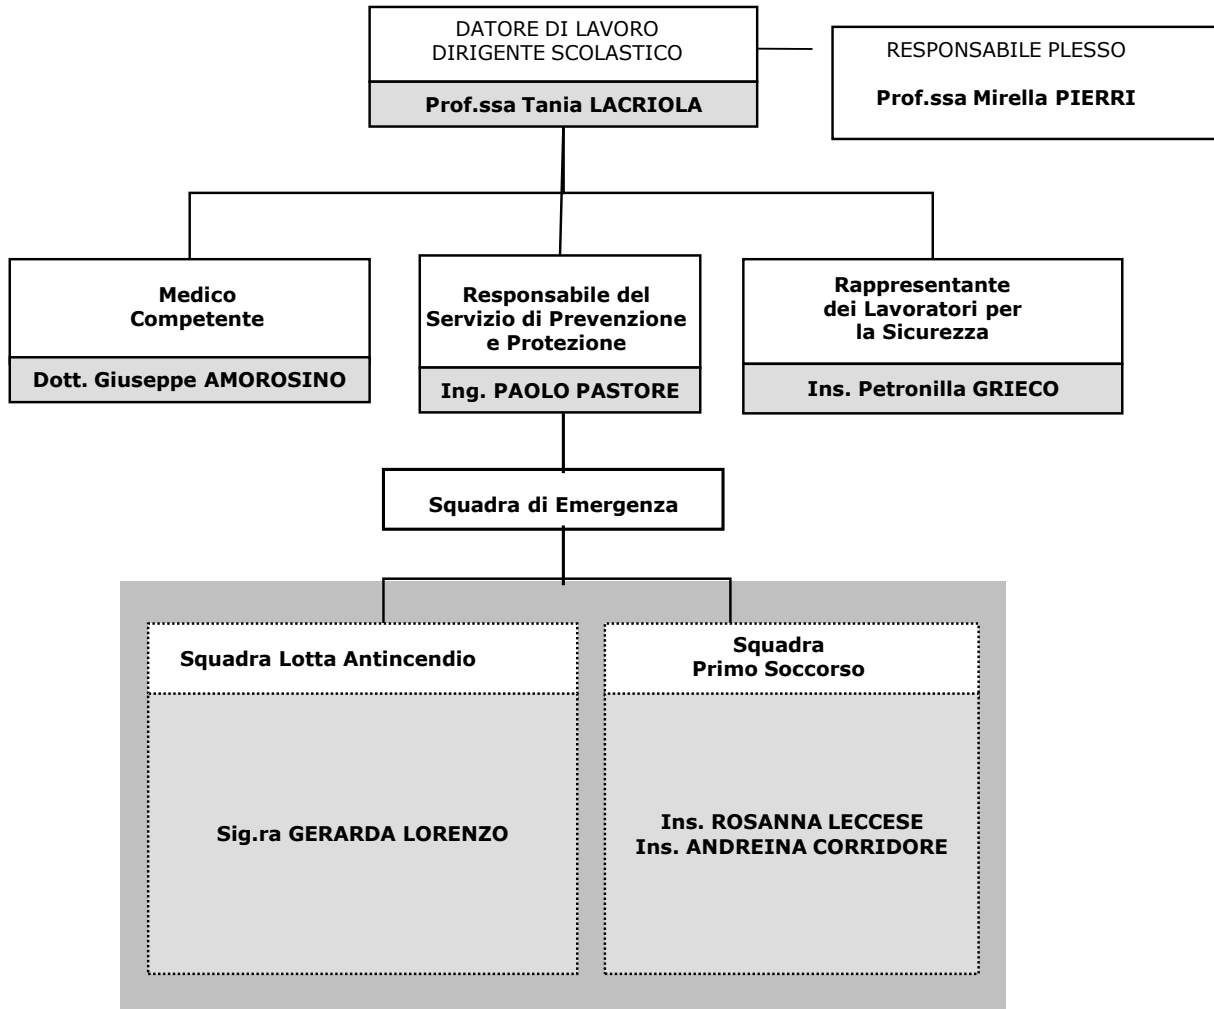 DATORE DI LAVORO
DIRIGENTE SCOLASTICO
Prof.ssa Tania LACRIOLA
RESPONSABILE PLESSO
Prof.ssa Mirella PIERRI
Medico
Competente
Dott. Giuseppe AMOROSINO
Responsabile del
Servizio di Prevenzione
e Protezione
Ing. PAOLO PASTORE
Rappresentante
dei Lavoratori per
la Sicurezza
Ins. Petronilla GRIECO
Squadra di Emergenza
Squadra Lotta Antincendio
Sig.ra GERARDA LORENZO
Squadra
Primo Soccorso
Ins. ROSANNA LECCESE
Ins. ANDREINA CORRIDORE